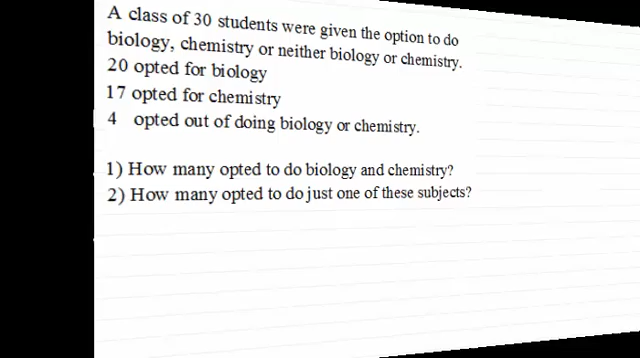 A class of 30 students were given the option to do
biology, chemistry or neither biology or chemistry.
20 opted for biology
17 opted for chemistry
4 opted out of doing biology or chemistry.
1) How many opted to do biology and chemistry?
2) How many opted to do just one of these subjects?